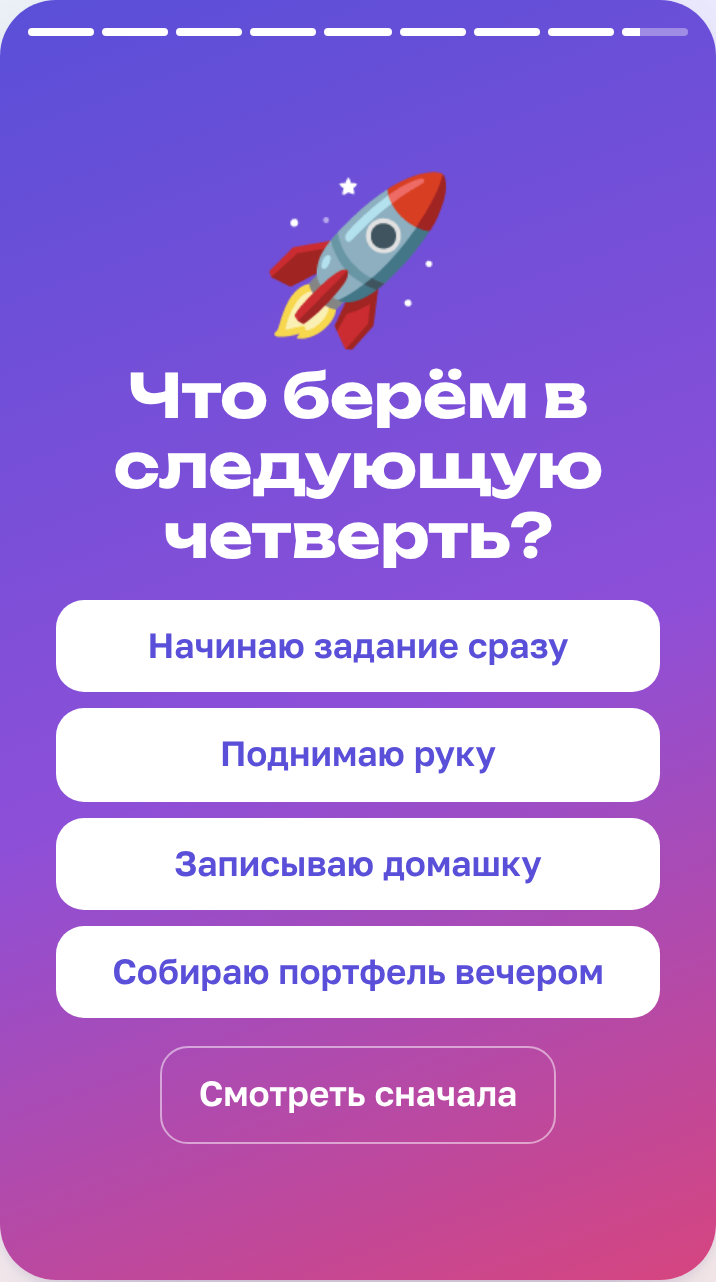 Что берём в
следующую
четверть?
Начинаю задание сразу
Поднимаю руку
Записываю домашку
Собираю портфель вечером
Смотреть сначала